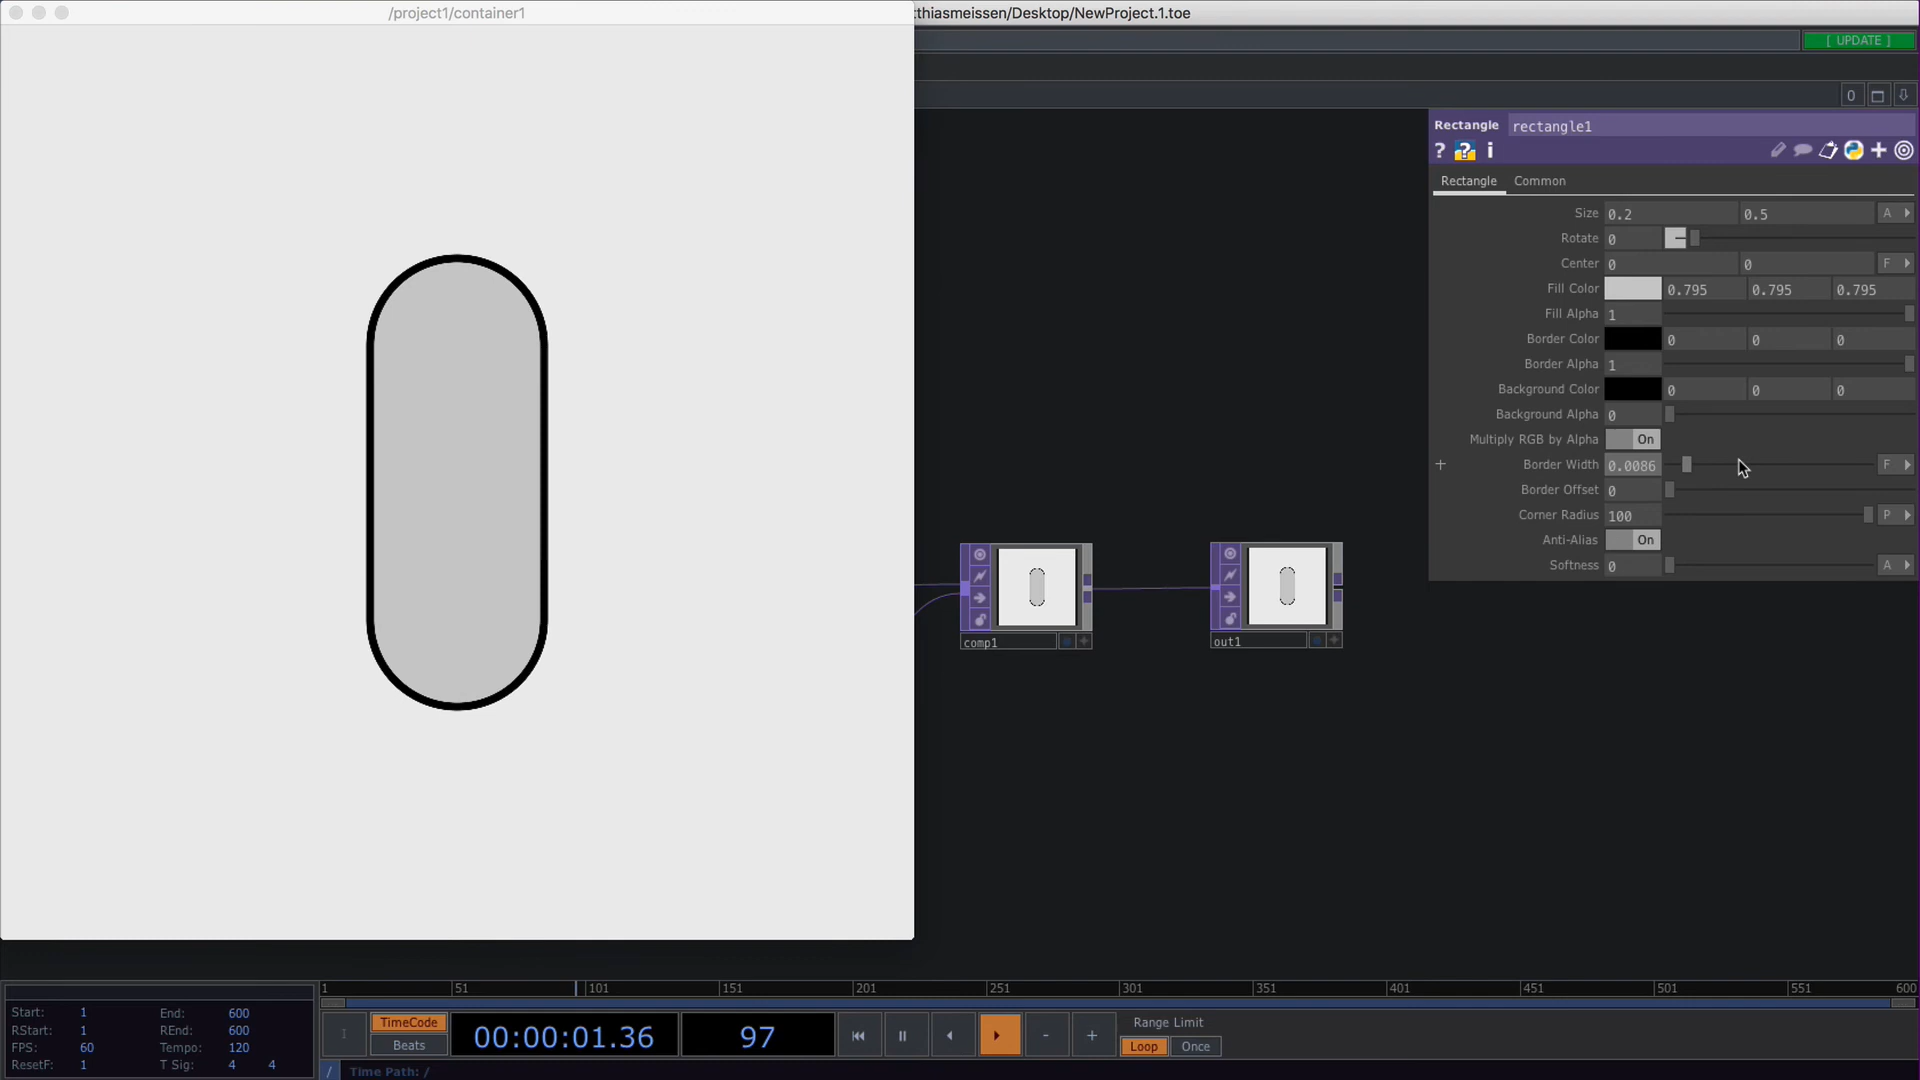 /project1/container1
tthiasmeissen/Desktop/NewProject.1.toe
[ UPDATE ]
0
Rectangle rectangle1
? ? i
Rectangle Common
Size 0.2 0.5 A
Rotate 0
Center 0 0 F
Fill Color 0.795 0.795 0.795
Fill Alpha 1
Border Color 0 0 0
Border Alpha 1
Background Color 0 0 0
Background Alpha 0
Multiply RGB by Alpha On
+ Border Width 0.0086 F
Border Offset 0
Corner Radius 100 P
Anti-Alias On
Softness 0 A
comp1
out1
1 51 101 151 201 251 301 351 401 451 501 551 600
Start: 1 End: 600
RStart: 1 REnd: 600
FPS: 60 Tempo: 120
ResetF: 1 T Sig: 4 4
I
TimeCode
Beats
00:00:01.36
97
- +
Range Limit
Loop Once
/ Time Path: /